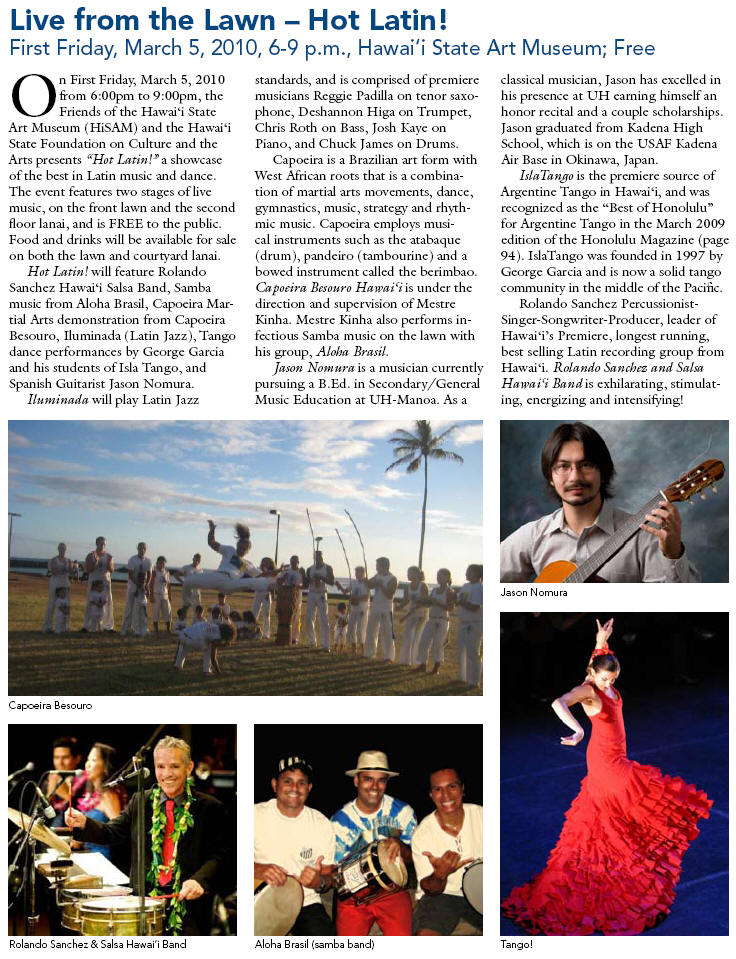 Live from the Lawn – Hot Latin!
First Friday, March 5, 2010, 6-9 p.m., Hawai‘i State Art Museum; Free
On First Friday, March 5, 2010
from 6:00pm to 9:00pm, the
Friends of the Hawai‘i State
Art Museum (HiSAM) and the Hawai‘i
State Foundation on Culture and the
Arts presents “Hot Latin!” a showcase
of the best in Latin music and dance.
The event features two stages of live
music, on the front lawn and the second
floor lanai, and is FREE to the public.
Food and drinks will be available for sale
on both the lawn and courtyard lanai.
Hot Latin! will feature Rolando
Sanchez Hawai‘i Salsa Band, Samba
music from Aloha Brasil, Capoeira Mar-
tial Arts demonstration from Capoeira
Besouro, Iluminada (Latin Jazz), Tango
dance performances by George Garcia
and his students of Isla Tango, and
Spanish Guitarist Jason Nomura.
Iluminada will play Latin Jazz
standards, and is comprised of premiere
musicians Reggie Padilla on tenor saxo-
phone, Deshannon Higa on Trumpet,
Chris Roth on Bass, Josh Kaye on
Piano, and Chuck James on Drums.
Capoeira is a Brazilian art form with
West African roots that is a combina-
tion of martial arts movements, dance,
gymnastics, music, strategy and rhyth-
mic music. Capoeira employs musi-
cal instruments such as the atabaque
(drum), pandeiro (tambourine) and a
bowed instrument called the berimbao.
Capoeira Besouro Hawai‘i is under the
direction and supervision of Mestre
Kinha. Mestre Kinha also performs in-
fectious Samba music on the lawn with
his group, Aloha Brasil.
Jason Nomura is a musician currently
pursuing a B.Ed. in Secondary/General
Music Education at UH-Manoa. As a
classical musician, Jason has excelled in
his presence at UH earning himself an
honor recital and a couple scholarships.
Jason graduated from Kadena High
School, which is on the USAF Kadena
Air Base in Okinawa, Japan.
IslaTango is the premiere source of
Argentine Tango in Hawai‘i, and was
recognized as the “Best of Honolulu”
for Argentine Tango in the March 2009
edition of the Honolulu Magazine (page
94). IslaTango was founded in 1997 by
George Garcia and is now a solid tango
community in the middle of the Pacific.
Rolando Sanchez Percussionist-
Singer-Songwriter-Producer, leader of
Hawai‘i’s Premiere, longest running,
best selling Latin recording group from
Hawai‘i. Rolando Sanchez and Salsa
Hawai‘i Band is exhilarating, stimulat-
ing, energizing and intensifying!
Capoeira Besouro
Jason Nomura
Rolando Sanchez & Salsa Hawai‘i Band
Aloha Brasil (samba band)
Tango!